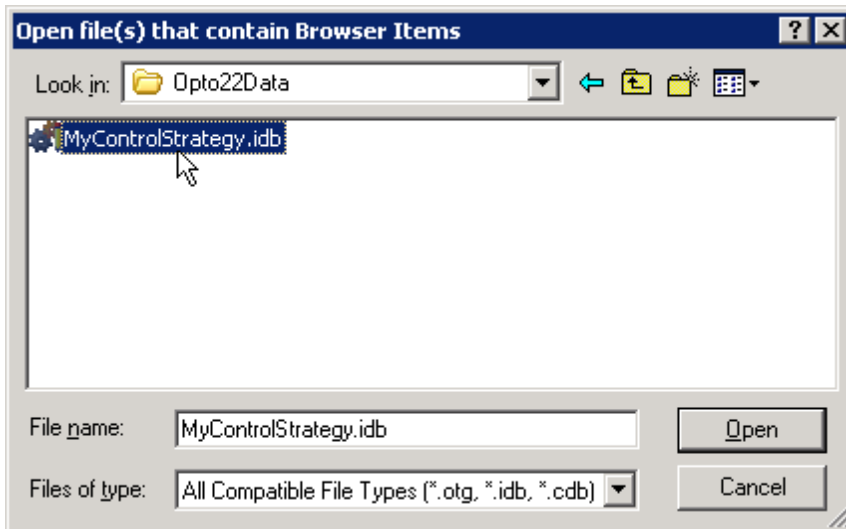 Open file(s) that contain Browser Items
Look in: Opto22Data
MyControlStrategy.idb
File name: MyControlStrategy.idb Open
Files of type: All Compatible File Types (*.otg, *.idb, *.cdb) Cancel